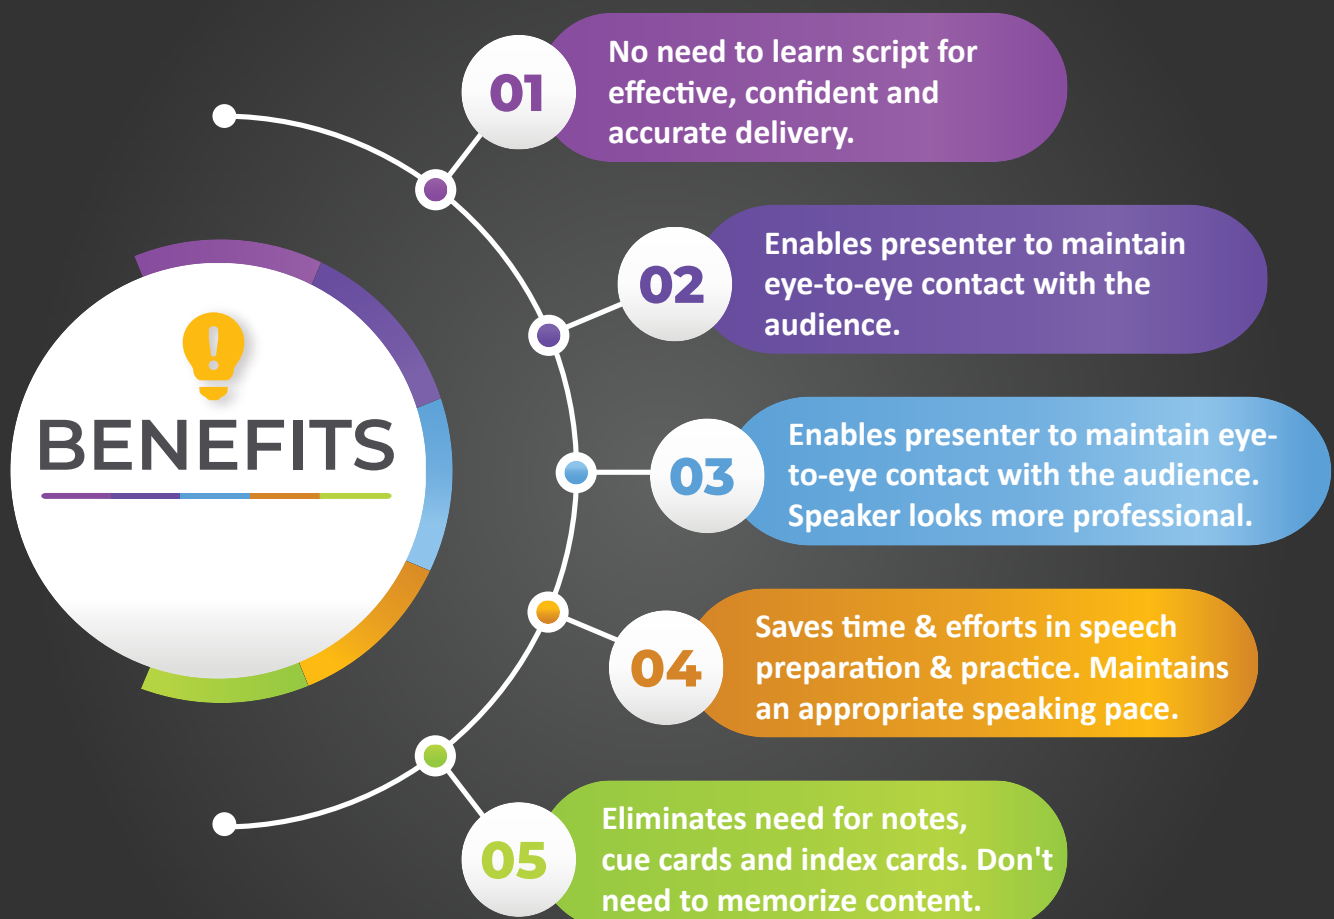 BENEFITS
01
No need to learn script for
effective, confident and
accurate delivery.
02
Enables presenter to maintain
eye-to-eye contact with the
audience.
03
Enables presenter to maintain eye-
to-eye contact with the audience.
Speaker looks more professional.
04
Saves time & efforts in speech
preparation & practice. Maintains
an appropriate speaking pace.
05
Eliminates need for notes,
cue cards and index cards. Don't
need to memorize content.